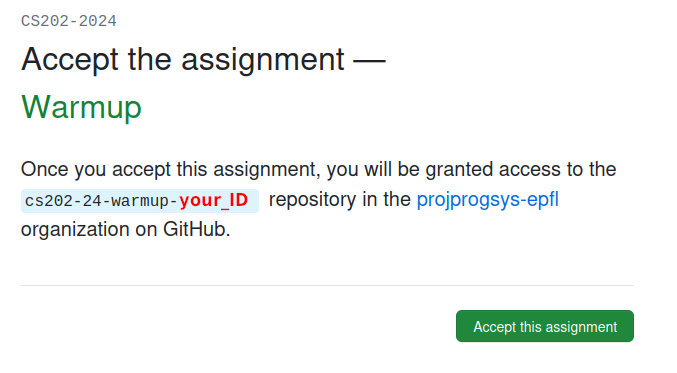 CS202-2024
Accept the assignment —
Warmup
Once you accept this assignment, you will be granted access to the
cs202-24-warmup-your_ID repository in the projprogsys-epfl
organization on GitHub.
Accept this assignment